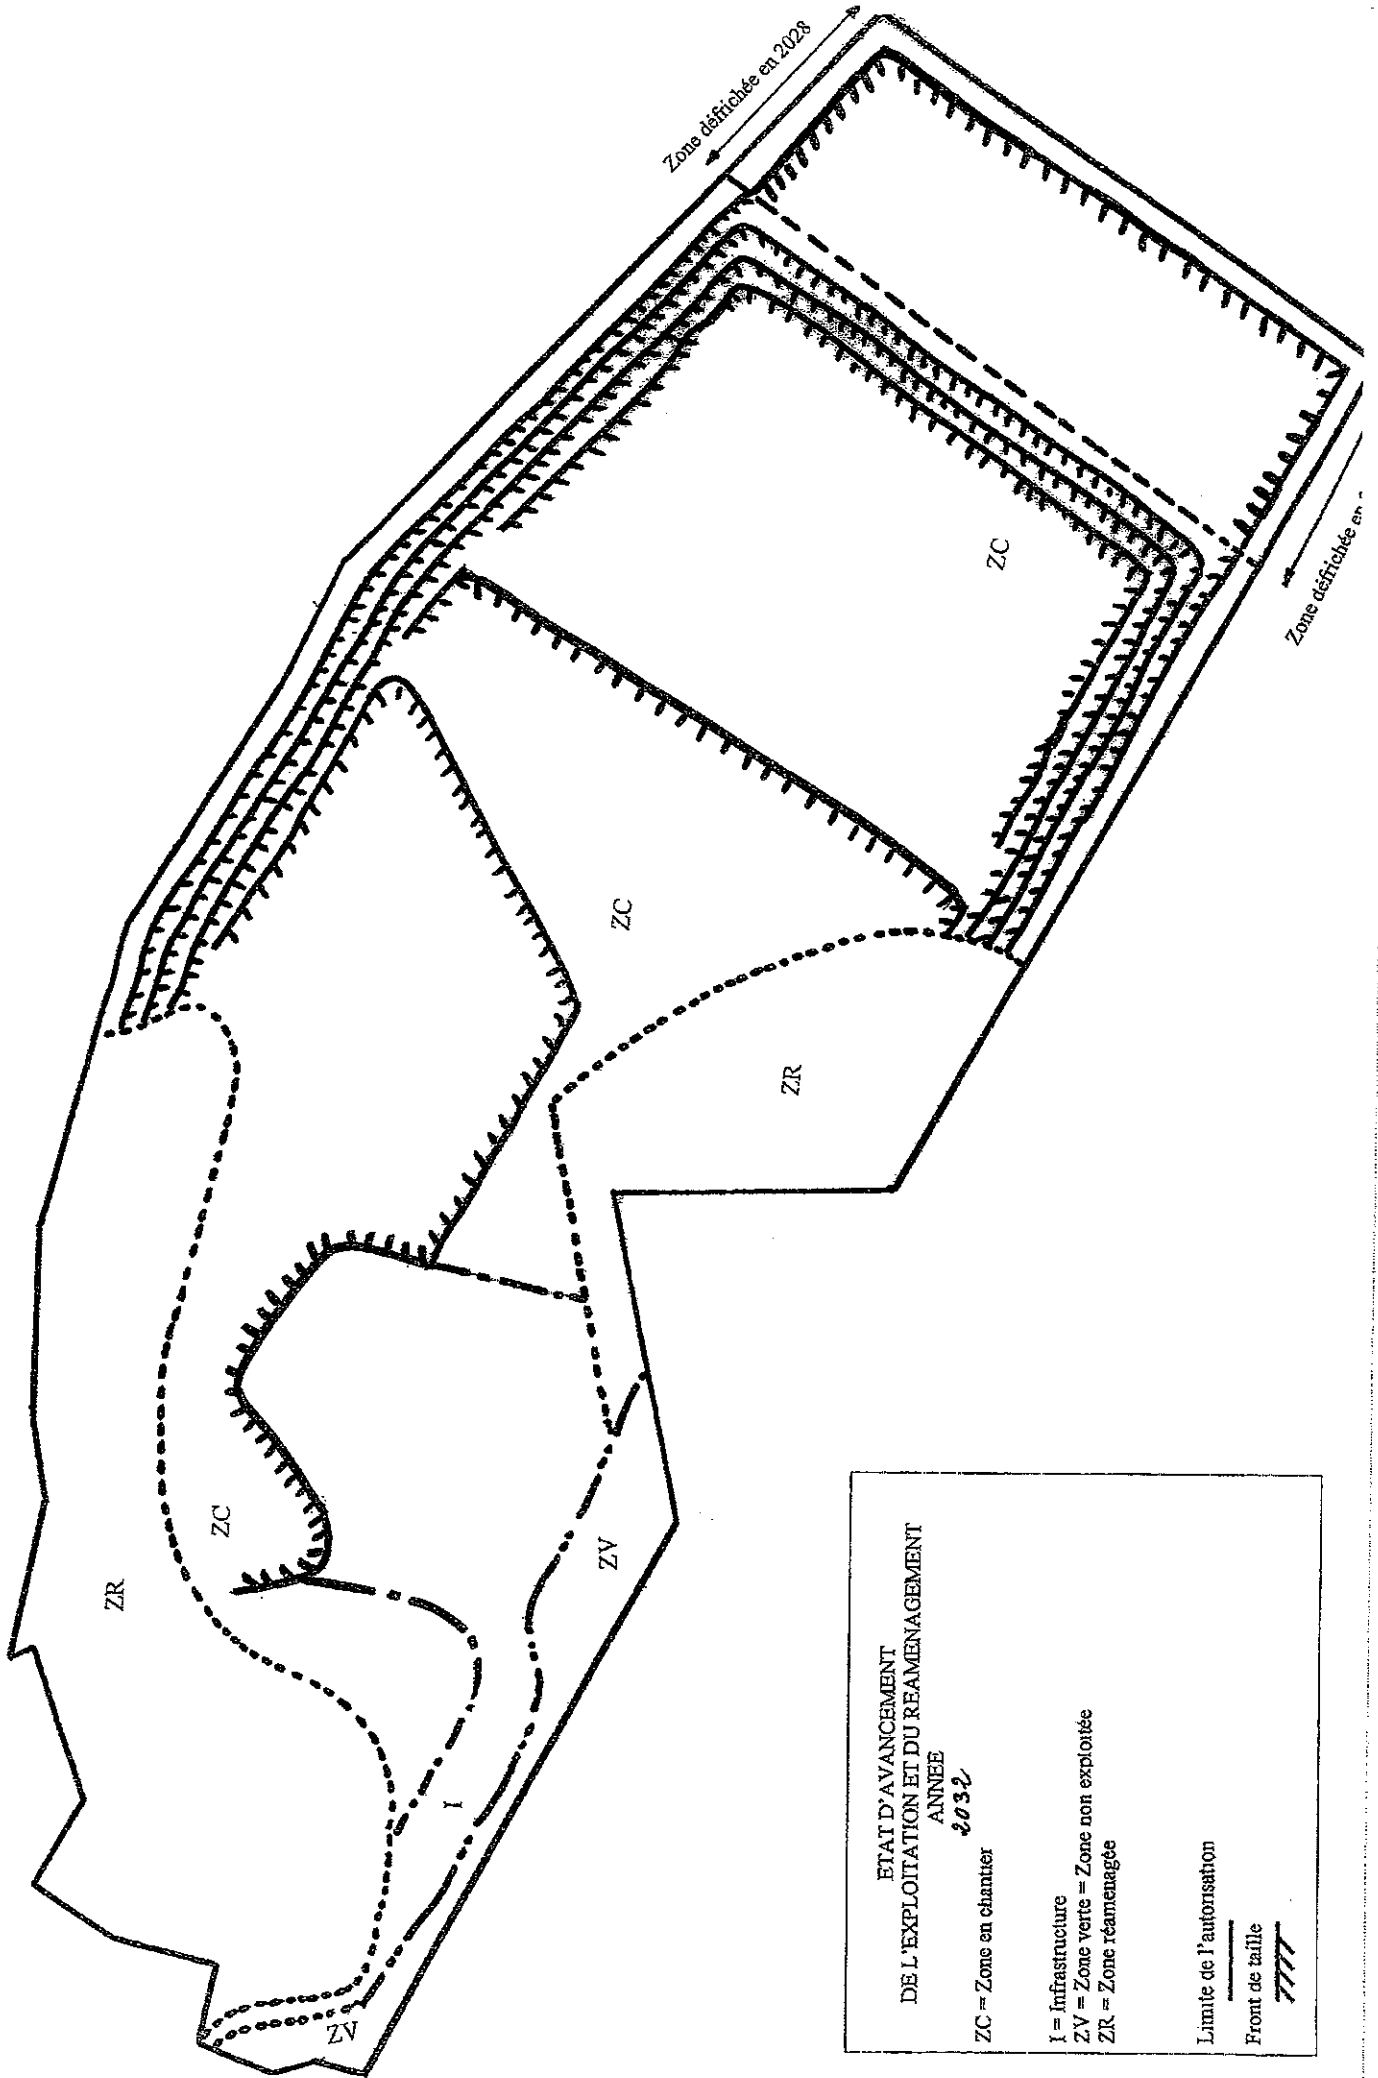 Zone défrichée en 2028
ZC
Zone défrichée en
ZC
ZR
ZC
ZR
ZV
I
ZV
ETAT D'AVANCEMENT
DE L'EXPLOITATION ET DU REAMENAGEMENT
ANNEE
2032
ZC = Zone en chantier
I = Infrastructure
ZV = Zone verte = Zone non exploitée
ZR = Zone réamenagée
Limite de l'autorisation
Front de taille